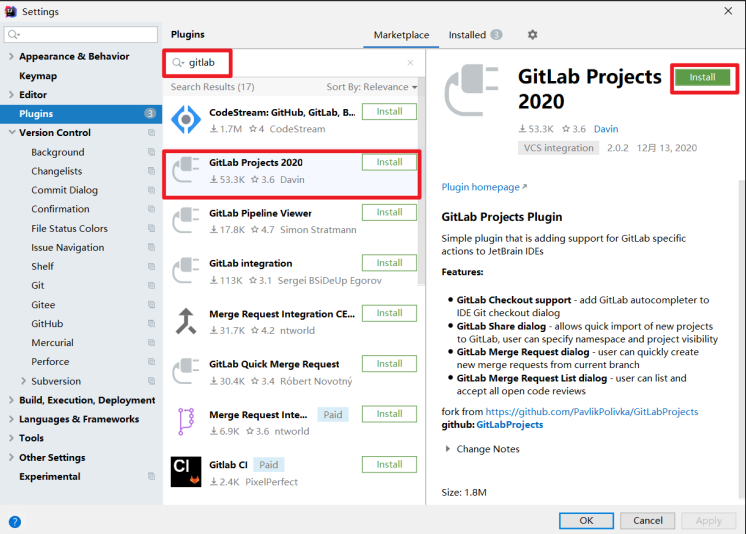 Settings
Appearance & Behavior
Keymap
Editor
Plugins 3
Version Control
Background
Changelists
Commit Dialog
Confirmation
File Status Colors
Issue Navigation
Shelf
Git
Gitee
GitHub
Mercurial
Perforce
Subversion
Build, Execution, Deployment
Languages & Frameworks
Tools
Other Settings
Experimental
Plugins
Marketplace
Installed 3
gitlab
Search Results (17) Sort By: Relevance
CodeStream: GitHub, GitLab, B... Install
1.7M 4 CodeStream
GitLab Projects 2020 Install
53.3K 3.6 Davin
GitLab Pipeline Viewer Install
17.8K 4.7 Simon Stratmann
GitLab integration Install
113K 3.1 Sergei BSiDeUp Egorov
Merge Request Integration CE... Install
31.7K 4.2 ntworld
GitLab Quick Merge Request Install
30.4K 3.4 Róbert Novotný
Merge Request Inte... Paid Install
6.9K 3.6 ntworld
CI
Gitlab CI Paid Install
2.4K PixelPerfect
GitLab Projects
2020
Install
53.3K 3.6 Davin
VCS integration 2.0.2 12月 13, 2020
Plugin homepage
GitLab Projects Plugin
Simple plugin that is adding support for GitLab specific
actions to JetBrain IDEs
Features:
• GitLab Checkout support - add GitLab autocompleter to
IDE Git checkout dialog
• GitLab Share dialog - allows quick import of new projects
to GitLab, user can specify namespace and project visibility
• GitLab Merge Request dialog - user can quickly create
new merge requests from current branch
• GitLab Merge Request List dialog - user can list and
accept all open code reviews
fork from https://github.com/PavlikPolivka/GitLabProjects
github: GitLabProjects
Change Notes
Size: 1.8M
?
OK Cancel Apply